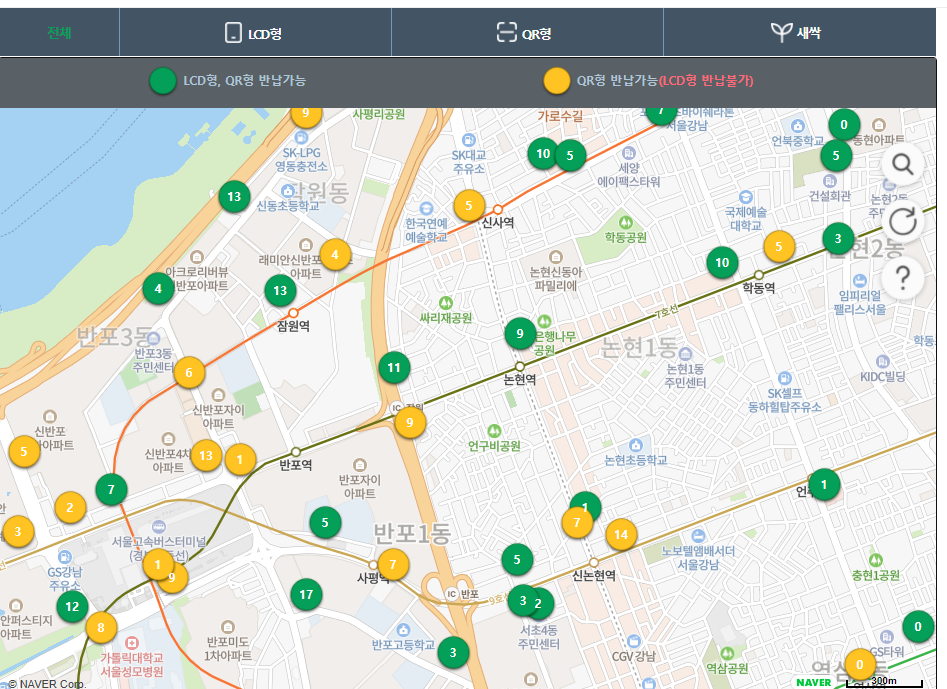 전체
LCD형
QR형
새싹
LCD형, QR형 반납가능
QR형 반납가능(LCD형 반납불가)
9
사평리공원
가로수길
7
서울강남
0
언북중학교
동현아파트
SK-LPG
영동충전소
SK대교
주유소
10
5
세양
에이팩스타워
5
건설회관
13
신동초등학교
잠원동
한국연예
예술학교
5
신사역
국제예술
대학교
학동공원
4
래미안신반포
아파트
논현신동아
파밀리에
10
5
3
논현2동
학동역
?
아크로리버뷰
신반포아파트
4
13
잠원역
싸리재공원
임피리얼
팰리스서울
7호선
반포3동
반포3동
주민센터
9
은행나무
공원
논현1동
논현1동
주민센터
학동
KIDC빌딩
6
11
논현역
SK셀프
동하힐탑주유소
신반포자이
아파트
IC
9
신반포
5
신반포4차
아파트
13
1
반포역
언구비공원
논현초등학교
반포자이
아파트
7
2
3
5
반포1동
1
7
14
1
서울고속버스터미널
GS강남
주유소
1
9
사평역
7
5
신논현역
노보텔앰배서더
서울강남
충현1공원
IC 반포
9호선
12
17
3
2
서초4동
주민센터
0
8
가톨릭대학교
서울성모병원
반포미도
1차아파트
반포고등학교
3
CGV강남
역삼공원
GS타워
0
© NAVER Corp.
NAVER
300m